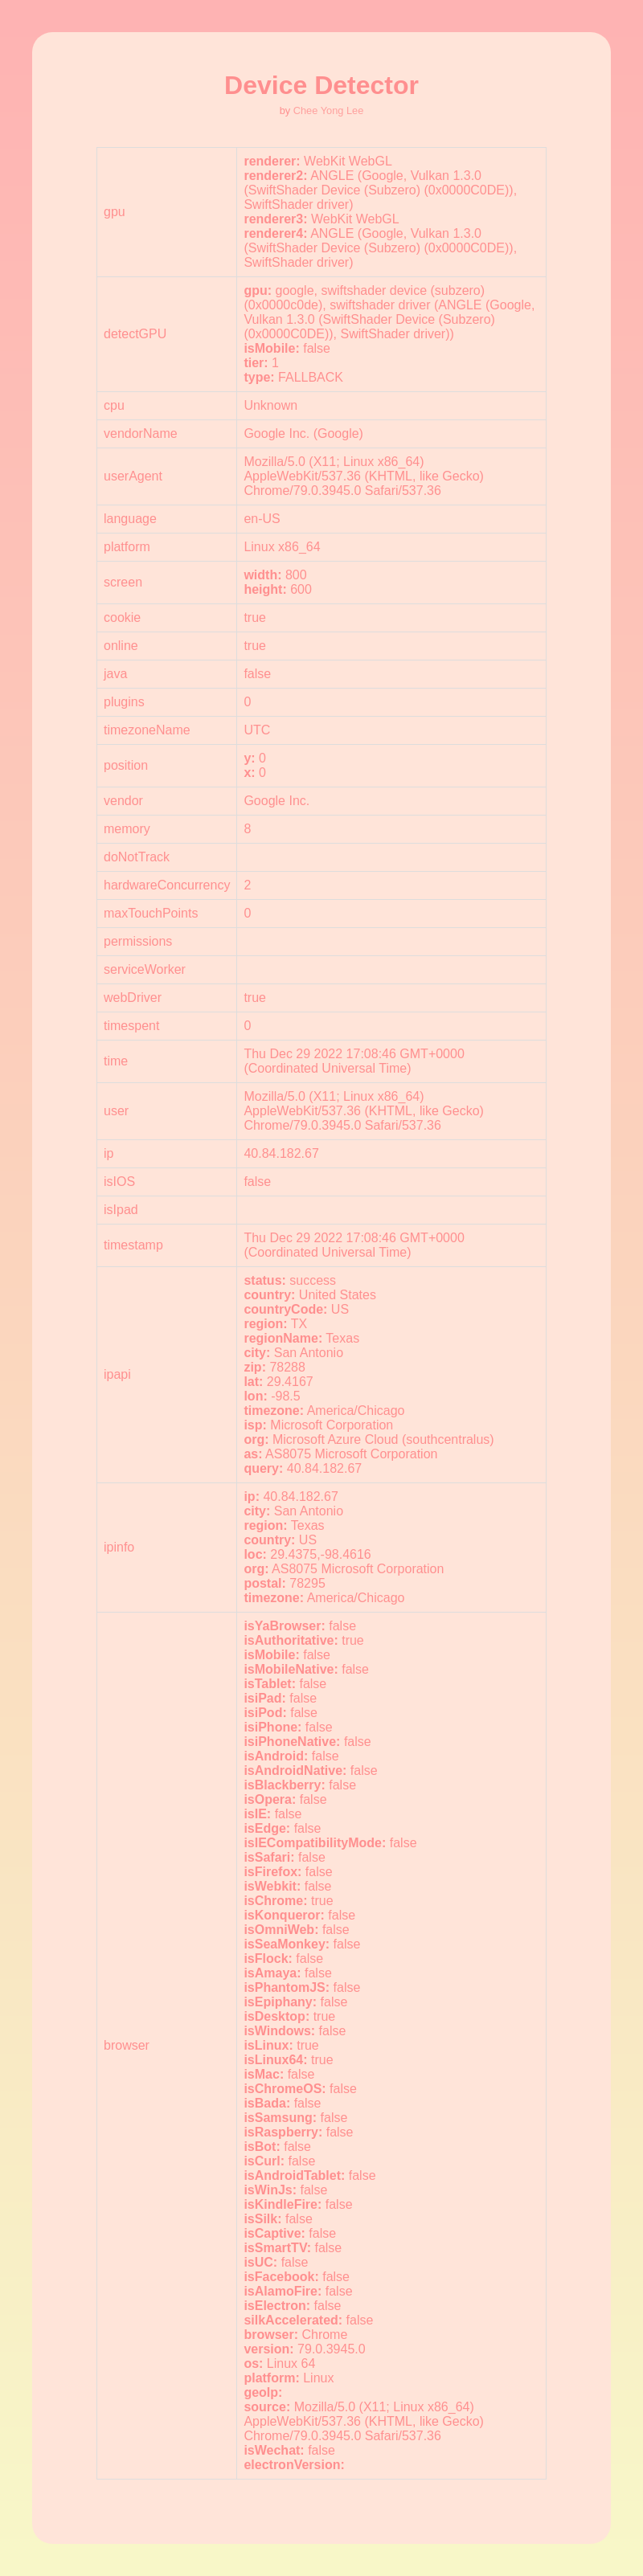 Device Detector
by Chee Yong Lee
gpu
renderer: WebKit WebGL
renderer2: ANGLE (Google, Vulkan 1.3.0
(SwiftShader Device (Subzero) (0x0000C0DE)),
SwiftShader driver)
renderer3: WebKit WebGL
renderer4: ANGLE (Google, Vulkan 1.3.0
(SwiftShader Device (Subzero) (0x0000C0DE)),
SwiftShader driver)
detectGPU
gpu: google, swiftshader device (subzero)
(0x0000c0de), swiftshader driver (ANGLE (Google,
Vulkan 1.3.0 (SwiftShader Device (Subzero)
(0x0000C0DE)), SwiftShader driver))
isMobile: false
tier: 1
type: FALLBACK
cpu Unknown
vendorName Google Inc. (Google)
userAgent
Mozilla/5.0 (X11; Linux x86_64)
AppleWebKit/537.36 (KHTML, like Gecko)
Chrome/79.0.3945.0 Safari/537.36
language en-US
platform Linux x86_64
screen
width: 800
height: 600
cookie true
online true
java false
plugins 0
timezoneName UTC
position
y: 0
x: 0
vendor Google Inc.
memory 8
doNotTrack
hardwareConcurrency 2
maxTouchPoints 0
permissions
serviceWorker
webDriver true
timespent 0
time
Thu Dec 29 2022 17:08:46 GMT+0000
(Coordinated Universal Time)
user
Mozilla/5.0 (X11; Linux x86_64)
AppleWebKit/537.36 (KHTML, like Gecko)
Chrome/79.0.3945.0 Safari/537.36
ip 40.84.182.67
isIOS false
isIpad
timestamp
Thu Dec 29 2022 17:08:46 GMT+0000
(Coordinated Universal Time)
ipapi
status: success
country: United States
countryCode: US
region: TX
regionName: Texas
city: San Antonio
zip: 78288
lat: 29.4167
lon: -98.5
timezone: America/Chicago
isp: Microsoft Corporation
org: Microsoft Azure Cloud (southcentralus)
as: AS8075 Microsoft Corporation
query: 40.84.182.67
ipinfo
ip: 40.84.182.67
city: San Antonio
region: Texas
country: US
loc: 29.4375,-98.4616
org: AS8075 Microsoft Corporation
postal: 78295
timezone: America/Chicago
browser
isYaBrowser: false
isAuthoritative: true
isMobile: false
isMobileNative: false
isTablet: false
isiPad: false
isiPod: false
isiPhone: false
isiPhoneNative: false
isAndroid: false
isAndroidNative: false
isBlackberry: false
isOpera: false
isIE: false
isEdge: false
isIECompatibilityMode: false
isSafari: false
isFirefox: false
isWebkit: false
isChrome: true
isKonqueror: false
isOmniWeb: false
isSeaMonkey: false
isFlock: false
isAmaya: false
isPhantomJS: false
isEpiphany: false
isDesktop: true
isWindows: false
isLinux: true
isLinux64: true
isMac: false
isChromeOS: false
isBada: false
isSamsung: false
isRaspberry: false
isBot: false
isCurl: false
isAndroidTablet: false
isWinJs: false
isKindleFire: false
isSilk: false
isCaptive: false
isSmartTV: false
isUC: false
isFacebook: false
isAlamoFire: false
isElectron: false
silkAccelerated: false
browser: Chrome
version: 79.0.3945.0
os: Linux 64
platform: Linux
geoIp:
source: Mozilla/5.0 (X11; Linux x86_64)
AppleWebKit/537.36 (KHTML, like Gecko)
Chrome/79.0.3945.0 Safari/537.36
isWechat: false
electronVersion: